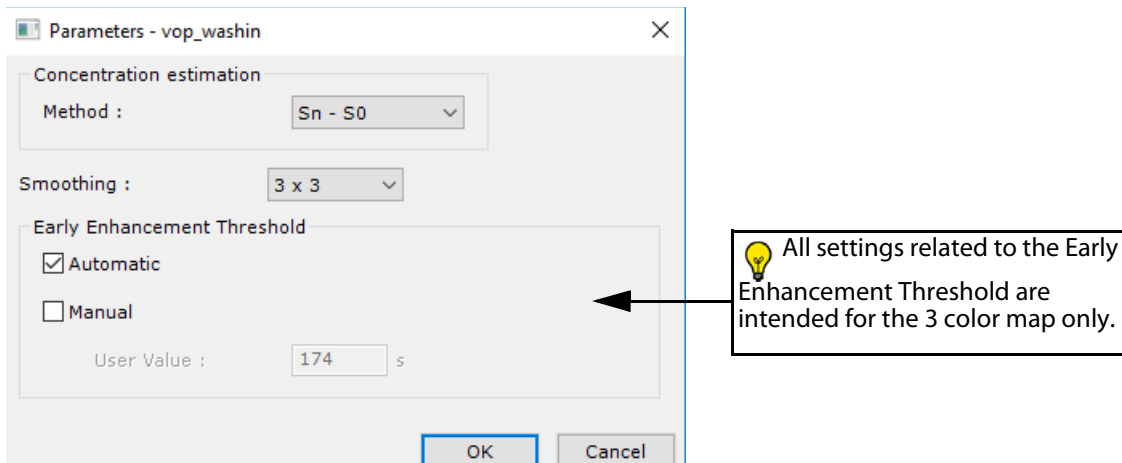 Parameters - vop_washin
Concentration estimation
Method :
Sn - S0
Smoothing :
3 x 3
Early Enhancement Threshold
Automatic
Manual
User Value :
174
s
OK
Cancel
All settings related to the Early
Enhancement Threshold are
intended for the 3 color map only.